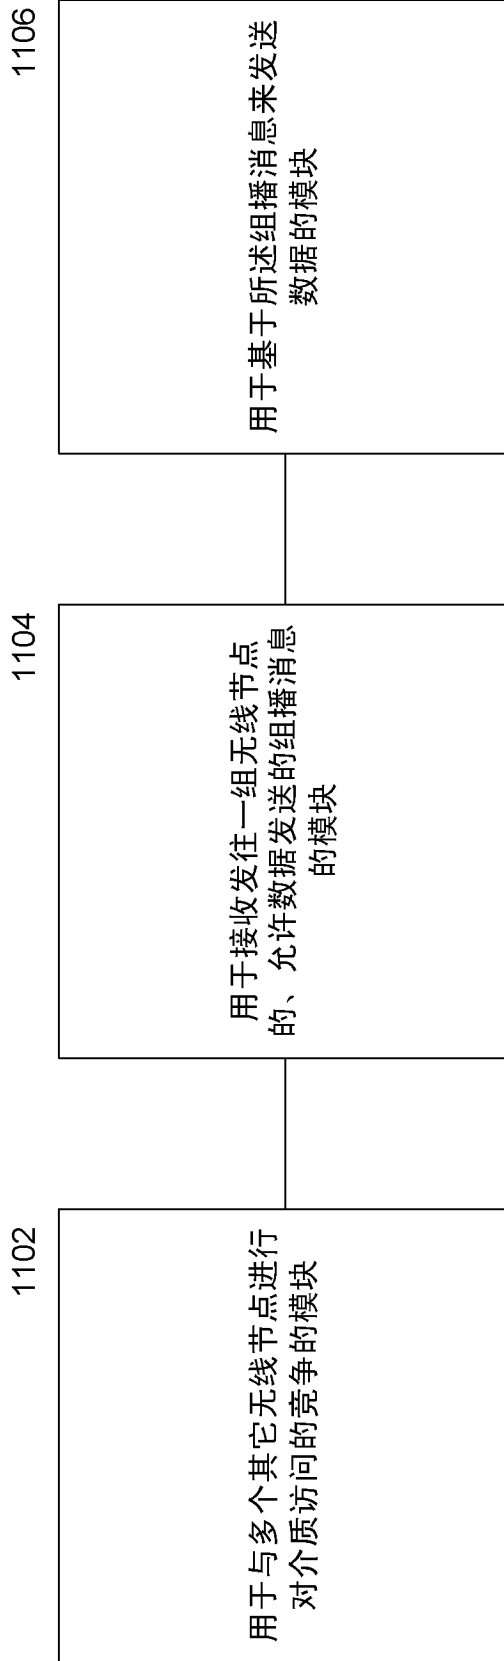 1102
用于与多个其它无线节点进行
对介质访问的竞争的模块
1104
用于接收发往一组无线节点
的、允许数据发送的组播消息
的模块
1106
用于基于所述组播消息来发送
数据的模块